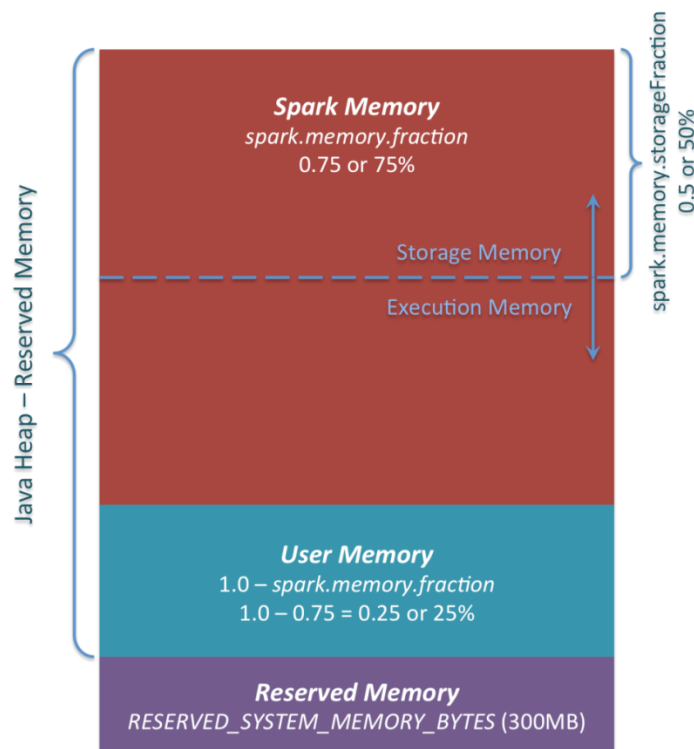 Spark Memory
spark.memory.fraction
0.75 or 75%
Storage Memory
Execution Memory
spark.memory.storageFraction
0.5 or 50%
Java Heap – Reserved Memory
User Memory
1.0 – spark.memory.fraction
1.0 – 0.75 = 0.25 or 25%
Reserved Memory
RESERVED_SYSTEM_MEMORY_BYTES (300MB)